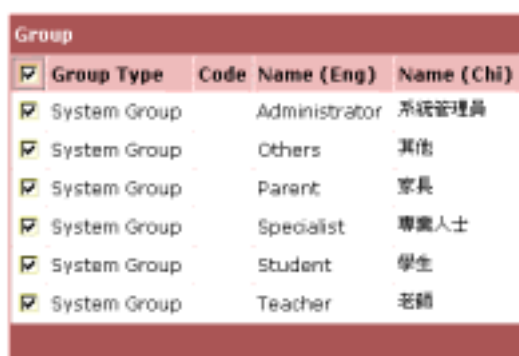 Group
Group Type Code Name (Eng) Name (Chi)
System Group Administrator 系統管理員
System Group Others 其他
System Group Parent 家長
System Group Specialist 專業人士
System Group Student 學生
System Group Teacher 老師